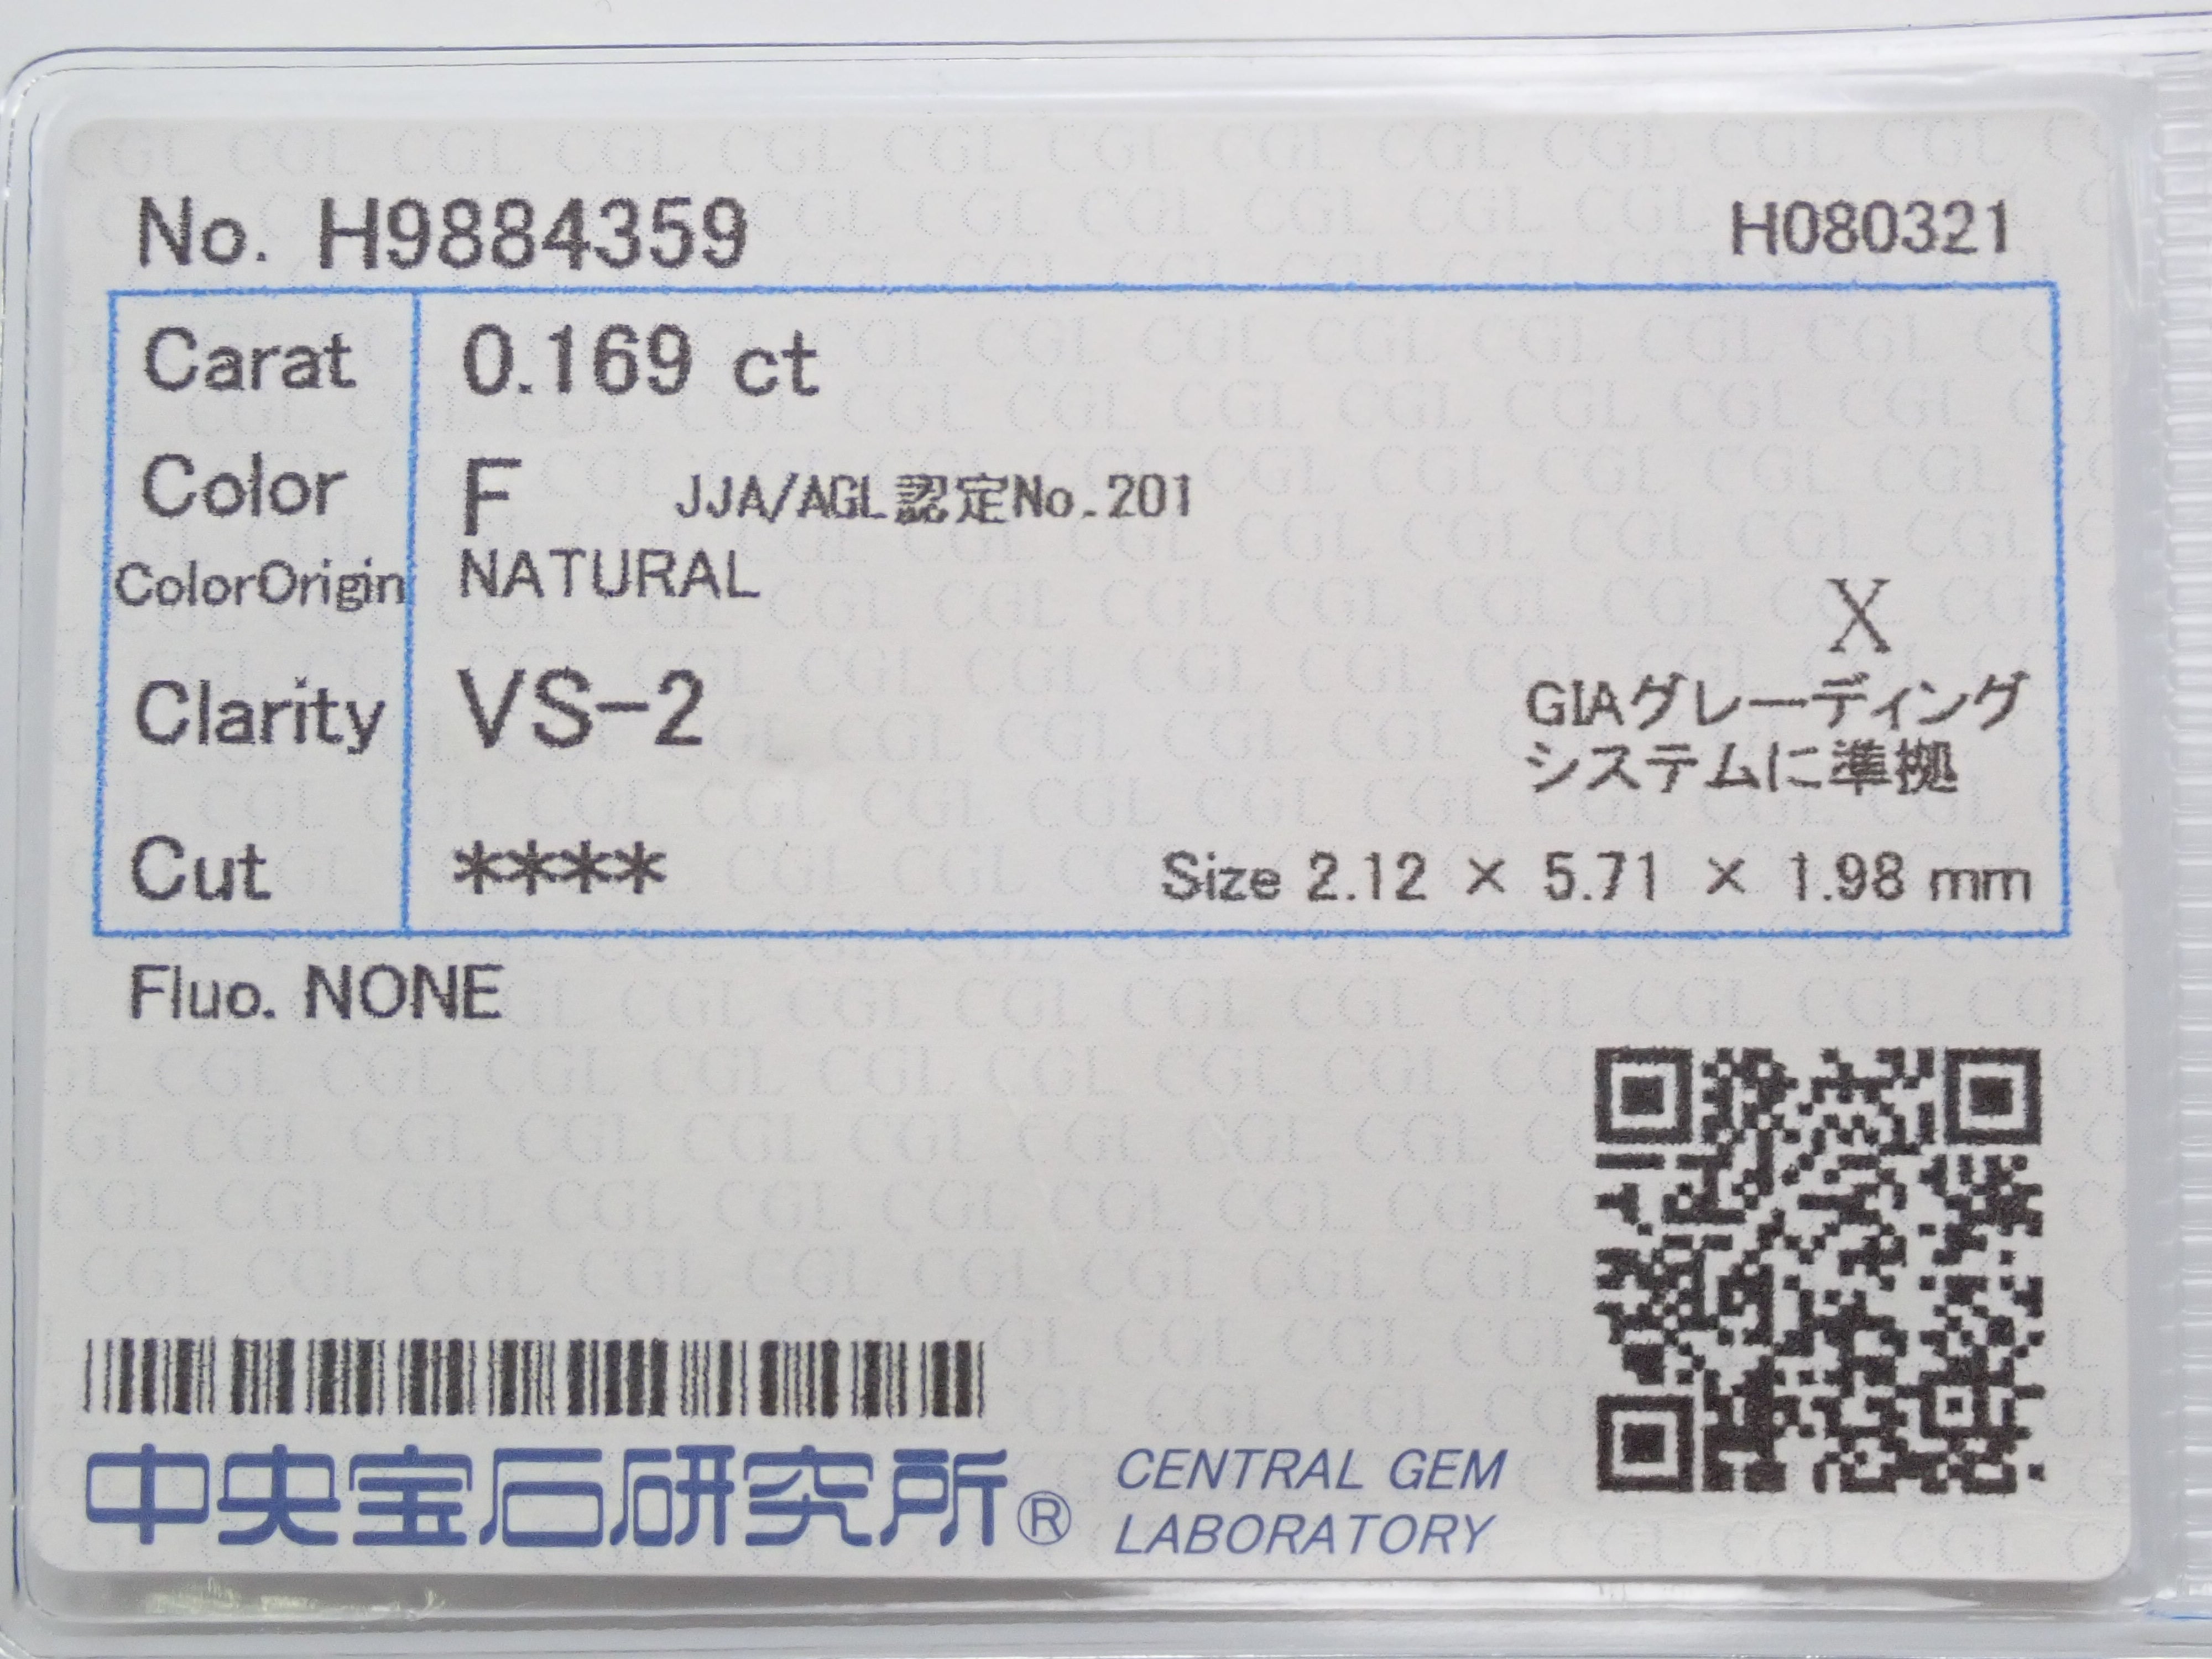 No. H9884359 H080321
Carat 0.169 ct
Color F JJA/AGL認定No.201
ColorOrigin NATURAL
X
Clarity VS-2
GIAグレーディング
システムに準拠
Cut **** Size 2.12 × 5.71 × 1.98 mm
Fluo. NONE
中央宝石研究所® CENTRAL GEM
LABORATORY